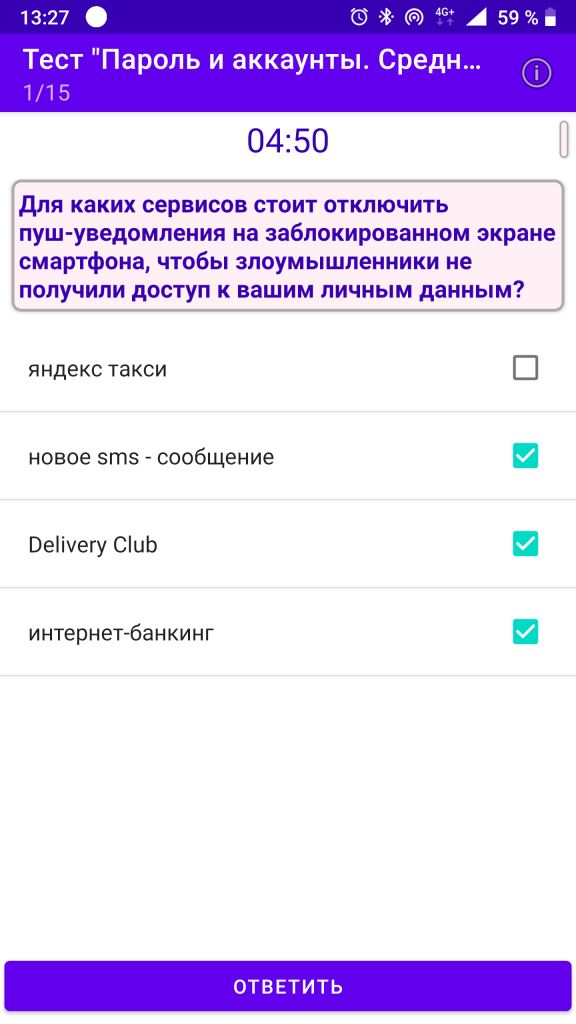 13:27
4G+
59 %
Тест "Пароль и аккаунты. Средн...
1/15
04:50
Для каких сервисов стоит отключить
пуш-уведомления на заблокированном экране
смартфона, чтобы злоумышленники не
получили доступ к вашим личным данным?
яндекс такси
новое sms - сообщение
Delivery Club
интернет-банкинг
ОТВЕТИТЬ